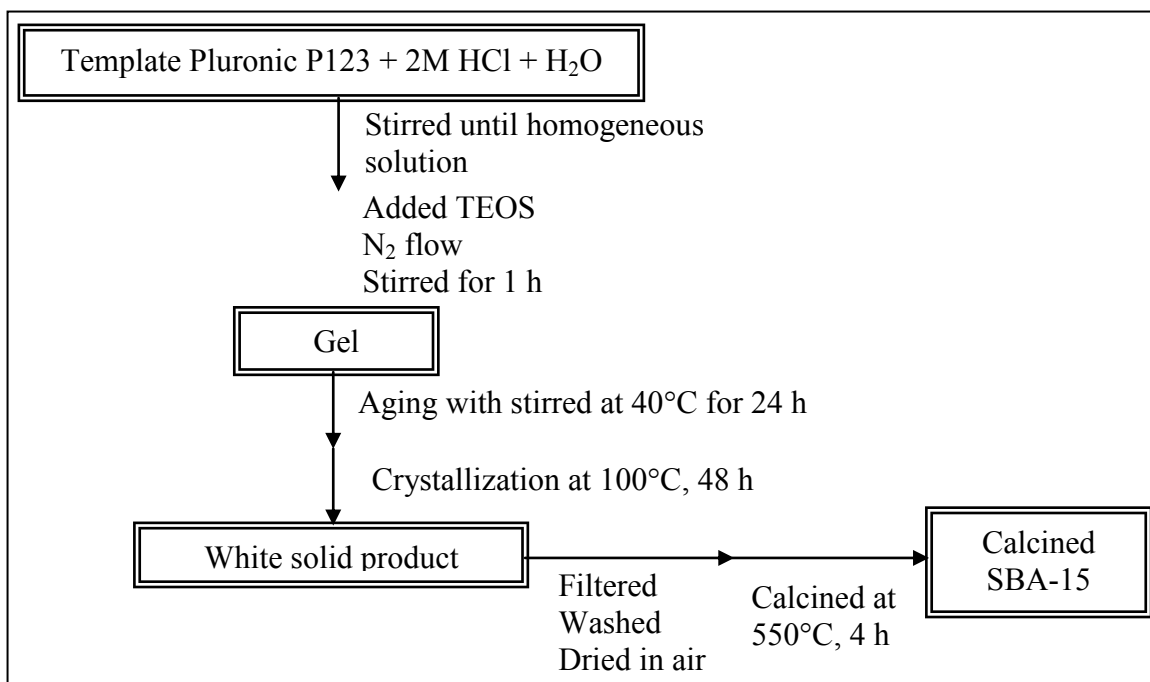 Template Pluronic P123 + 2M HCl + H₂O
Stirred until homogeneous
solution
Added TEOS
N₂ flow
Stirred for 1 h
Gel
Aging with stirred at 40°C for 24 h
Crystallization at 100°C, 48 h
White solid product
Filtered
Washed
Dried in air
Calcined at
550°C, 4 h
Calcined
SBA-15